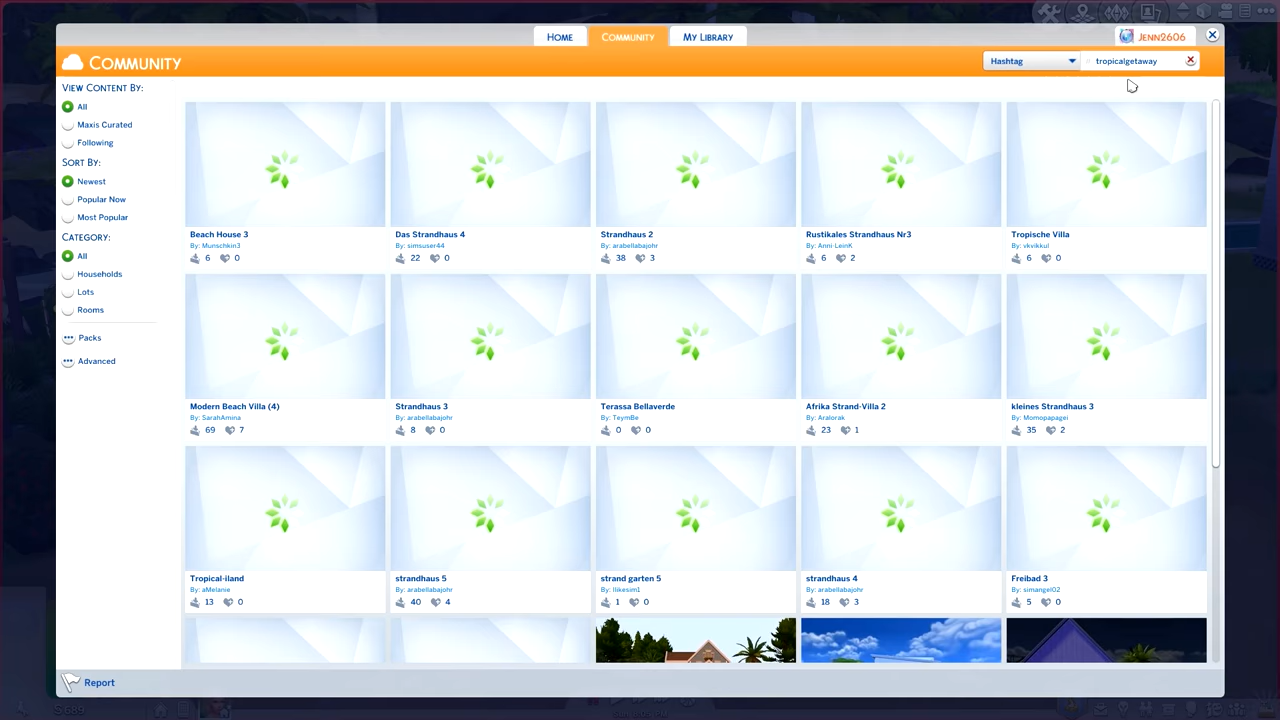 HOME
COMMUNITY
MY LIBRARY
JENN2606
COMMUNITY
Hashtag
tropicalgetaway
VIEW CONTENT BY:
All
Maxis Curated
Following
SORT BY:
Newest
Popular Now
Most Popular
CATEGORY:
All
Households
Lots
Rooms
Packs
Advanced
Beach House 3
By: Munschkin3
6 0
Das Strandhaus 4
By: simsuser44
22 0
Strandhaus 2
By: arabellabajohr
38 3
Rustikales Strandhaus Nr3
By: Anni LeinK
6 2
Tropische Villa
By: vkvikkul
6 0
Modern Beach Villa (4)
By: SarahAmina
69 7
Strandhaus 3
By: arabellabajohr
8 0
Terassa Bellaverde
By: TeymBe
0 0
Afrika Strand-Villa 2
By: Aralorak
23 1
kleines Strandhaus 3
By: Momopapagei
35 2
Tropical-iland
By: aMelanie
13 0
strandhaus 5
By: arabellabajohr
40 4
strand garten 5
By: Ilikesim1
1 0
strandhaus 4
By: arabellabajohr
18 3
Freibad 3
By: simangel02
5 0
Report